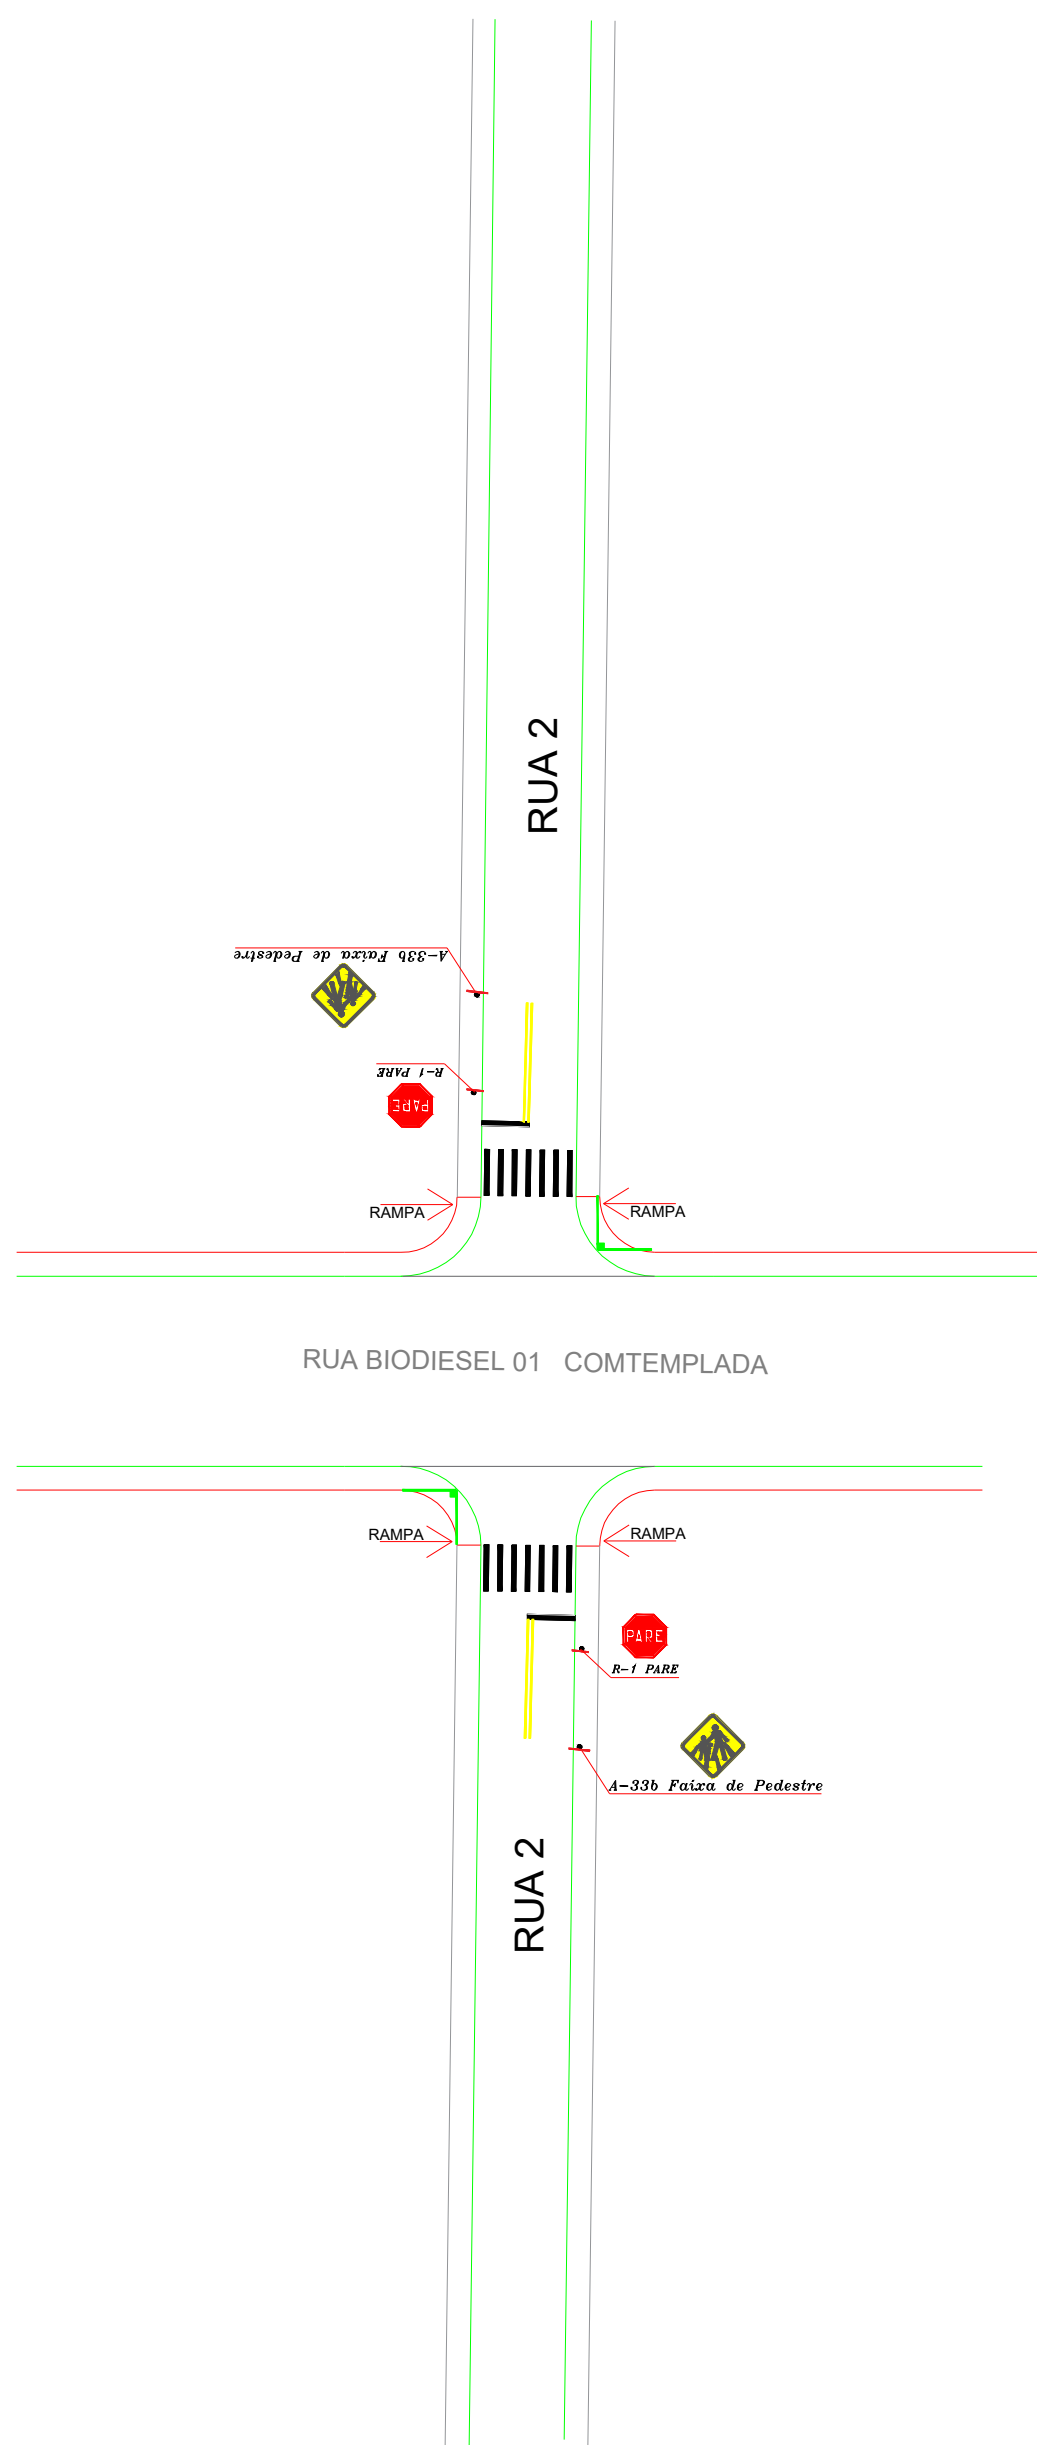 RUA 2
A-33b Faixa de Pedestre
R-1 PARE
PARE
RAMPA
RAMPA
RUA BIODIESEL 01 COMTEMPLADA
RAMPA
RAMPA
PARE
R-1 PARE
A-33b Faixa de Pedestre
RUA 2